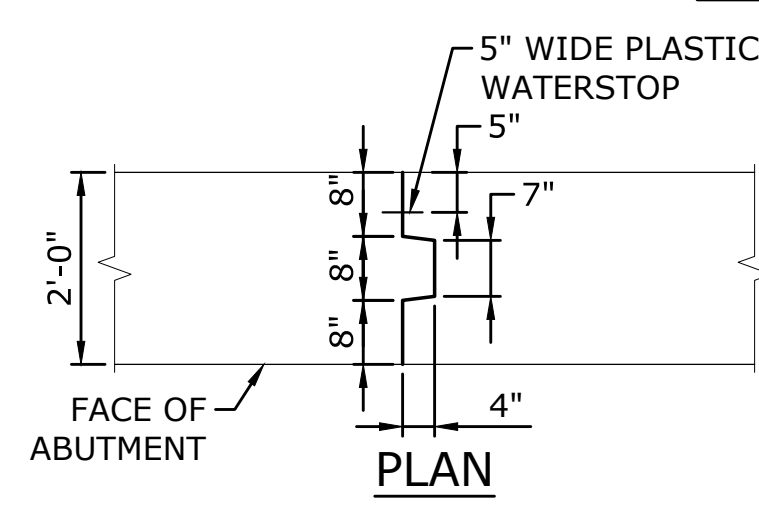 5" WIDE PLASTIC
WATERSTOP
5"
8"
7"
2'-0"
8"
8"
4"
FACE OF
ABUTMENT
PLAN